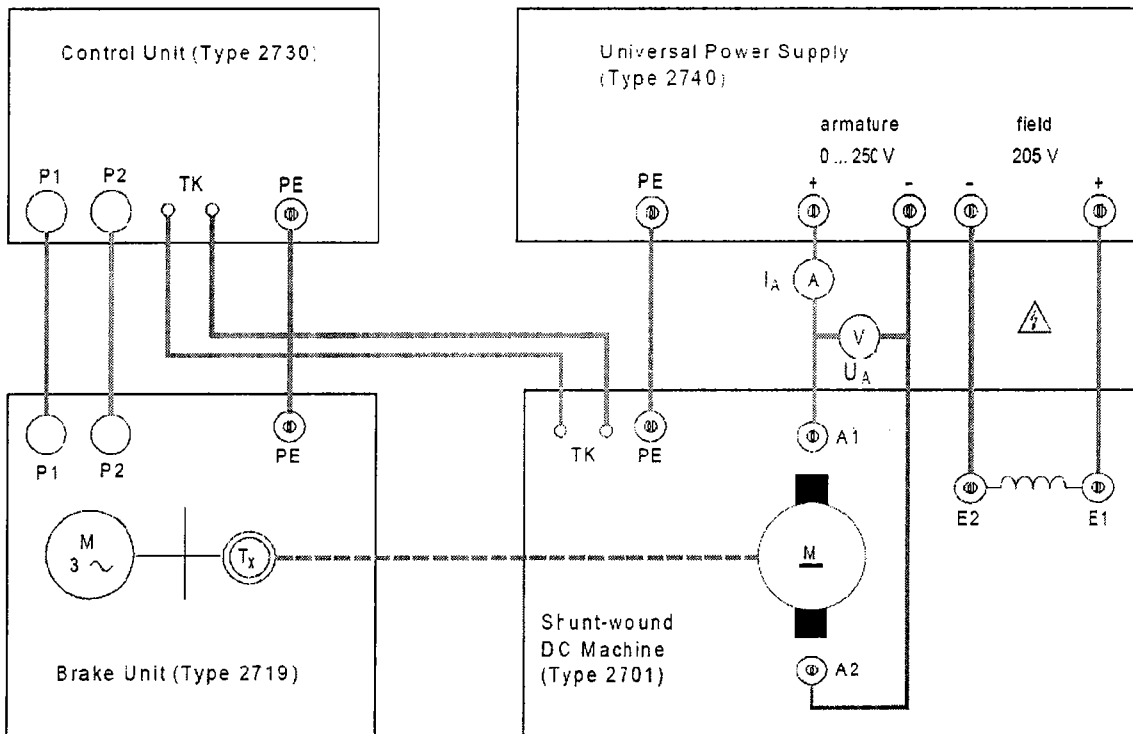 Control Unit (Type 2730)
P1 P2 TK PE
Universal Power Supply
(Type 2740)
armature field
0 ... 250 V 205 V
PE + - - +
I A A
V
U A
P1 P2 PE
TK PE A1
E2 E1
M
3 ~
Tx
M
Shunt-wound
DC Machine
(Type 2701)
A2
Brake Unit (Type 2719)